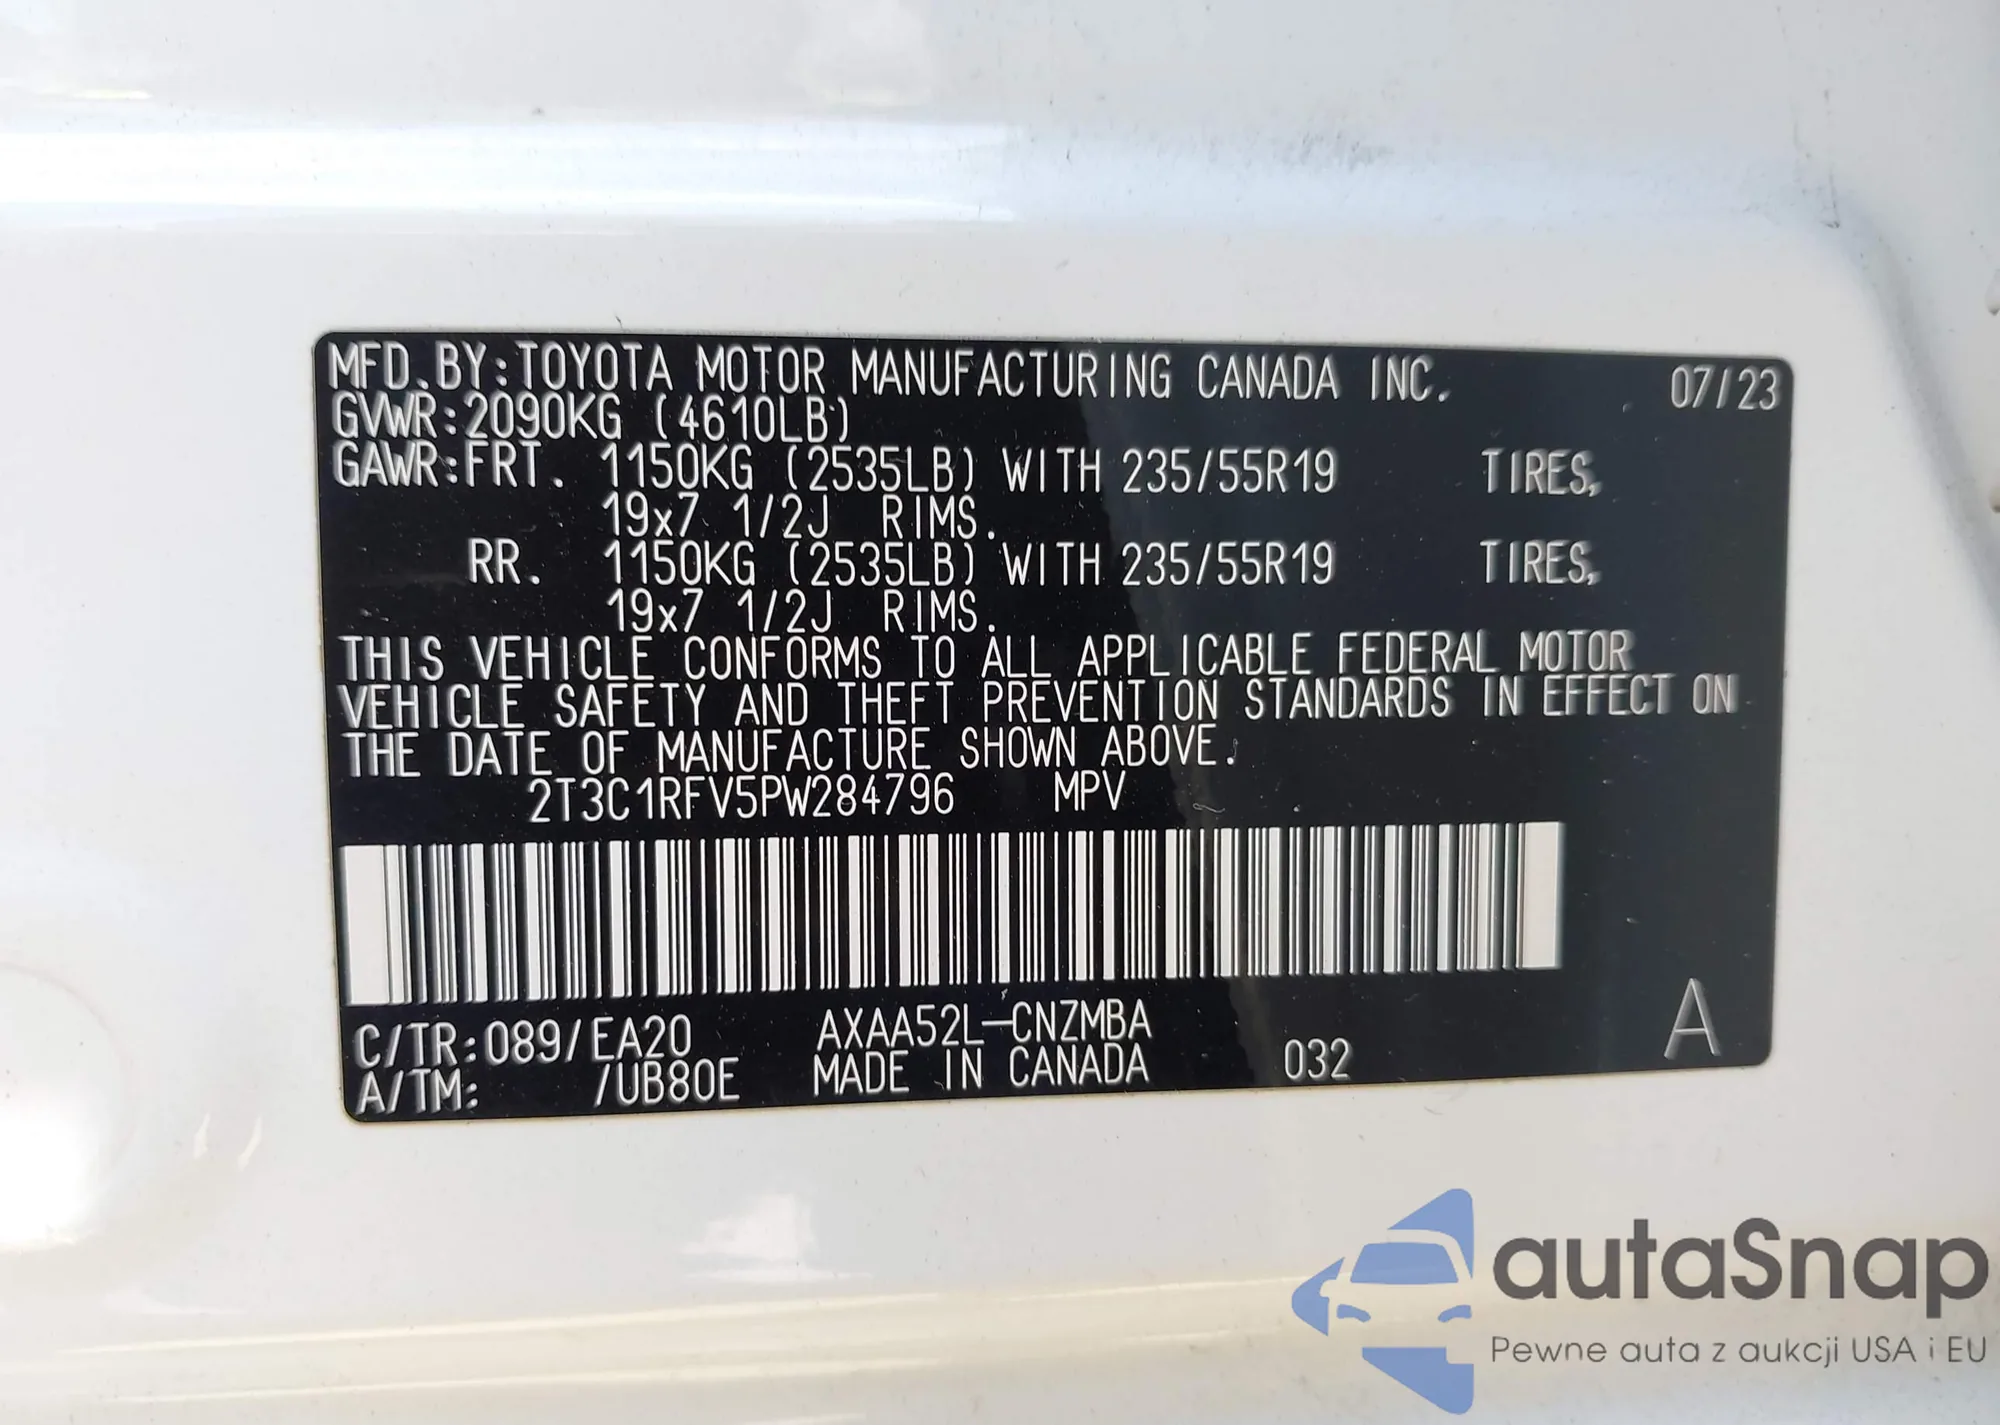 MFD.BY:TOYOTA MOTOR MANUFACTURING CANADA INC. 07/23
GVWR:2090KG (4610LB)
GAWR:FRT. 1150KG (2535LB) WITH 235/55R19 TIRES,
19x7 1/2J RIMS.
RR. 1150KG (2535LB) WITH 235/55R19 TIRES,
19x7 1/2J RIMS.
THIS VEHICLE CONFORMS TO ALL APPLICABLE FEDERAL MOTOR
VEHICLE SAFETY AND THEFT PREVENTION STANDARDS IN EFFECT ON
THE DATE OF MANUFACTURE SHOWN ABOVE.
2T3C1RFV5PW284796 MPV
C/TR:089/EA20 AXAA52L-CNZMBA
A/TM: /UB80E MADE IN CANADA 032 A
autaSnap
Pewne auta z aukcji USA i EU